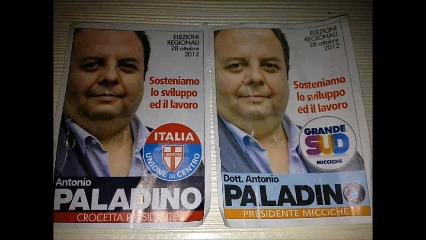 ELEZIONI
REGIONALI
28 ottobre
2012
Sosteniamo
lo sviluppo
ed il lavoro
ITALIA
UNIONE DI CENTRO
Antonio
PALADINO
CROCETTA PRESIDENTE
ELEZIONI
REGIONALI
28 ottobre
2012
Sosteniamo
lo sviluppo
ed il lavoro
GRANDE
SUD
MICCICHÈ
Dott. Antonio
PALADINO
PRESIDENTE MICCICHÈ